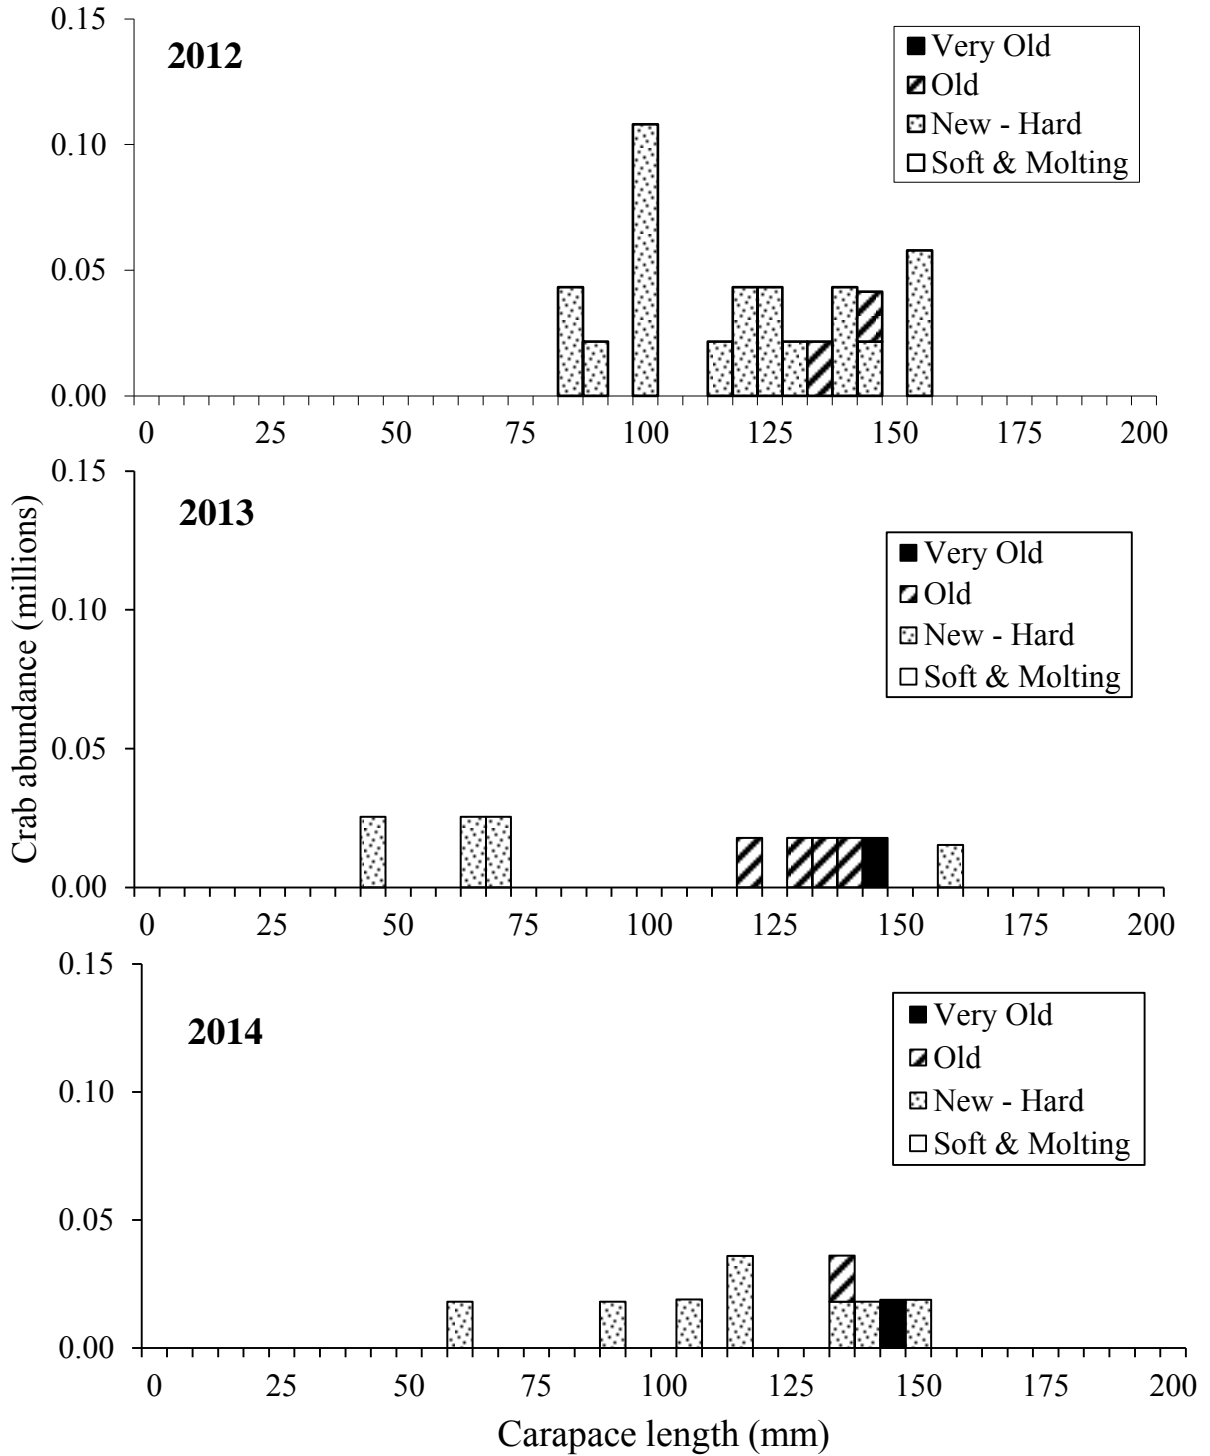 0.15
2012
Very Old
Old
New - Hard
Soft & Molting
0.10
0.05
0.00
0 25 50 75 100 125 150 175 200
0.15
2013
Very Old
Old
New - Hard
Soft & Molting
0.10
0.05
0.00
0 25 50 75 100 125 150 175 200
Crab abundance (millions)
0.15
2014
Very Old
Old
New - Hard
Soft & Molting
0.10
0.05
0.00
0 25 50 75 100 125 150 175 200
Carapace length (mm)